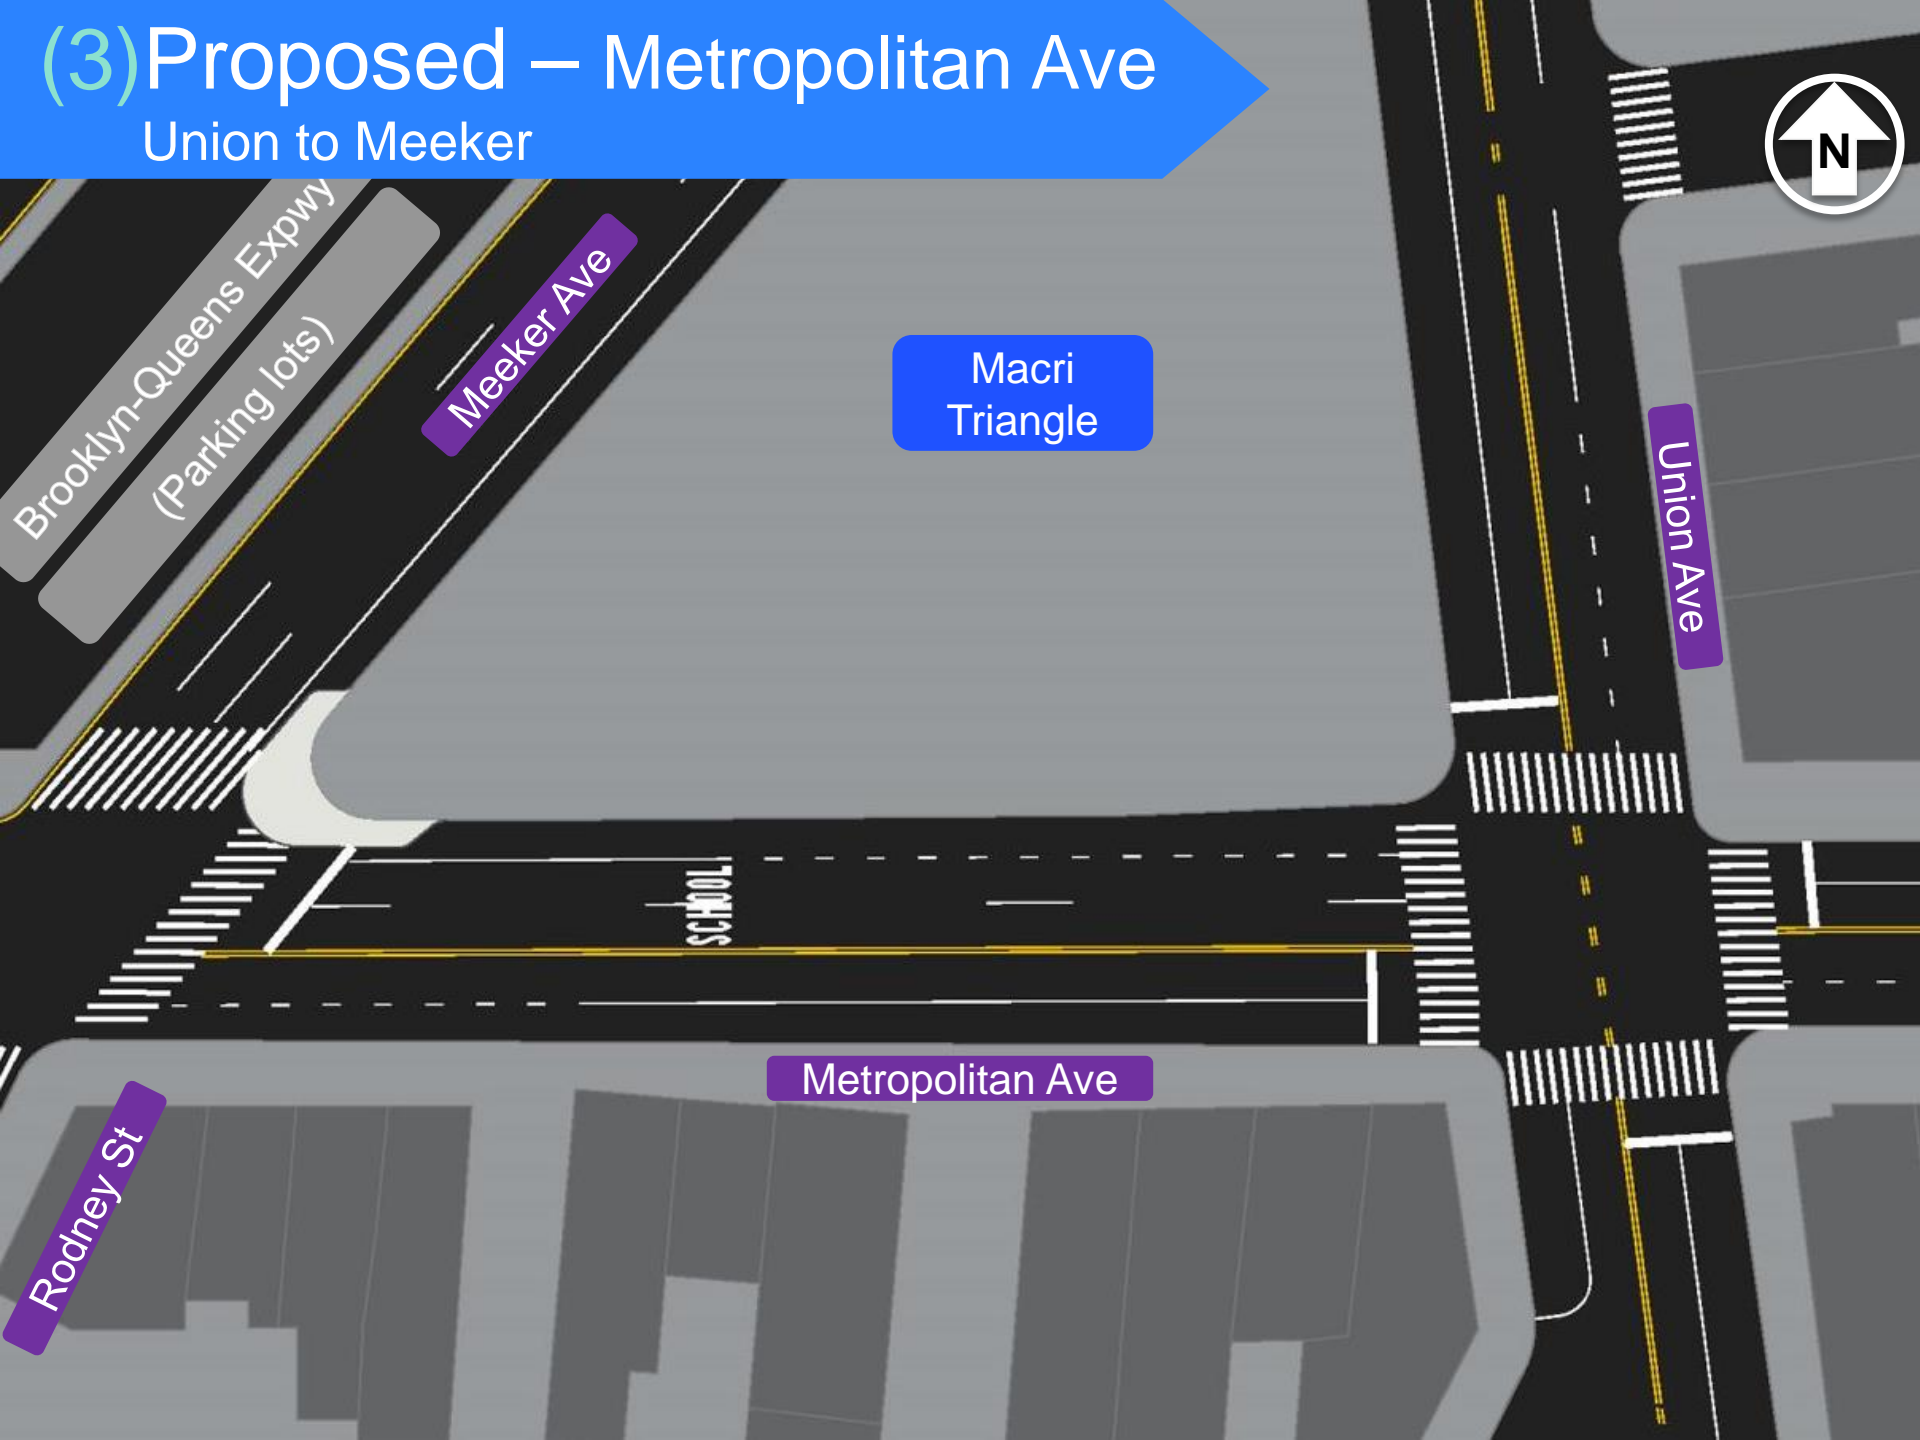 (3)Proposed – Metropolitan Ave
Union to Meeker
N
Brooklyn-Queens Expwy
(Parking lots)
Meeker Ave
Macri
Triangle
Union Ave
SCHOOL
Metropolitan Ave
Rodney St